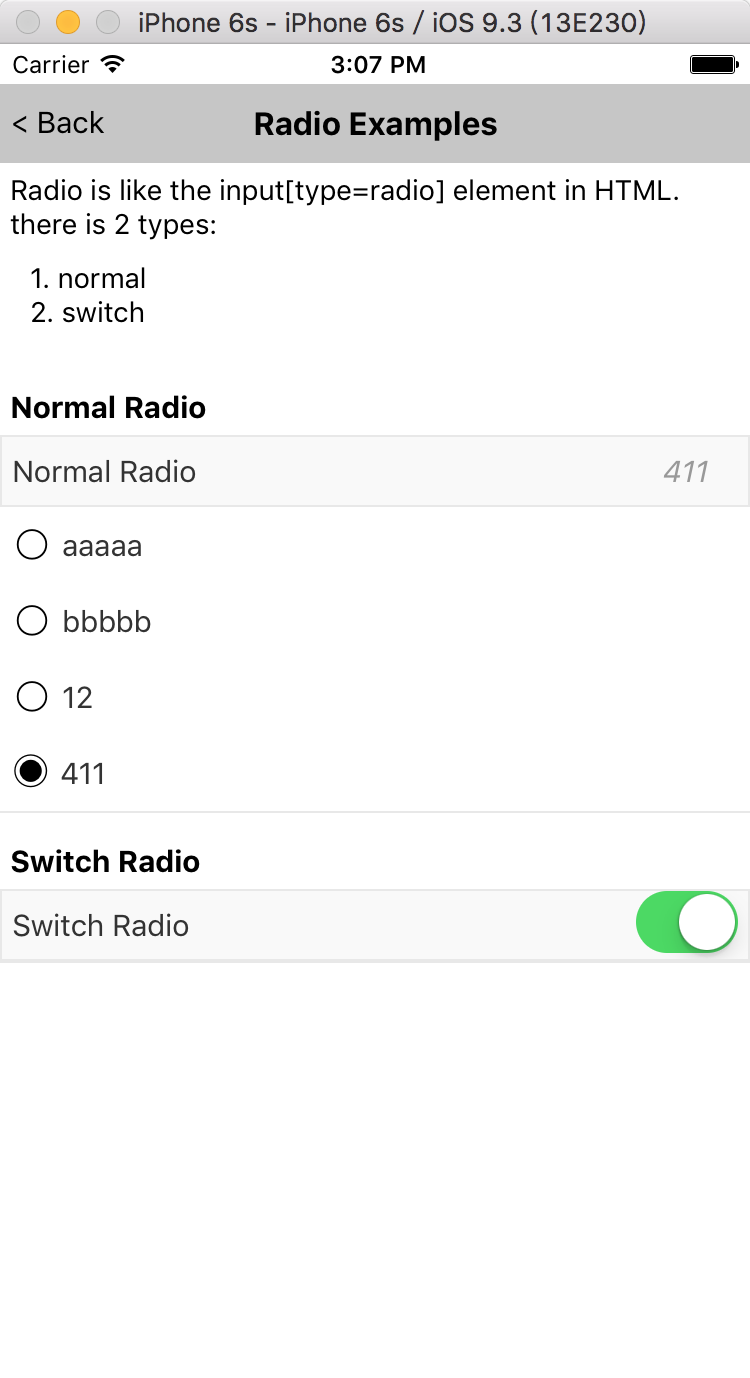 iPhone 6s - iPhone 6s / iOS 9.3 (13E230)
Carrier 3:07 PM
< Back Radio Examples
Radio is like the input[type=radio] element in HTML.
there is 2 types:
1. normal
2. switch
Normal Radio
Normal Radio 411
aaaaa
bbbbb
12
411
Switch Radio
Switch Radio